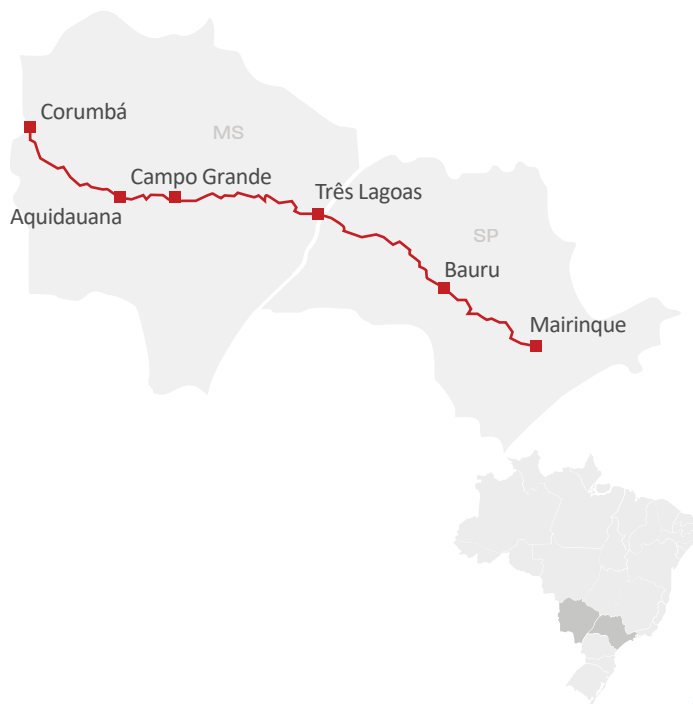 Corumbá
MS
Campo Grande
Três Lagoas
Aquidauana
SP
Bauru
Mairinque